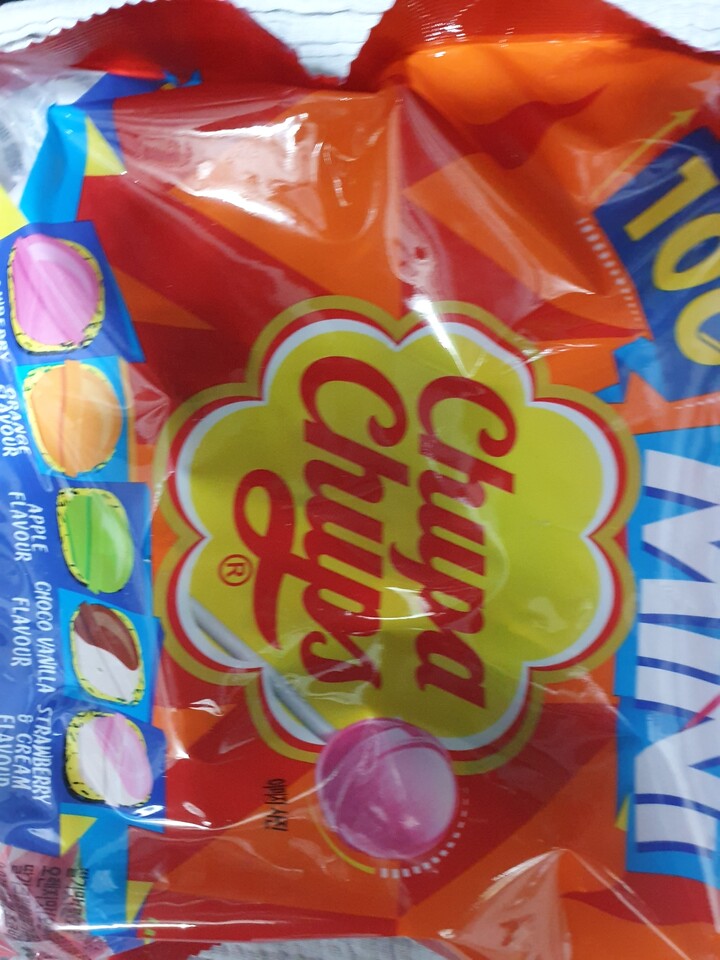 100
MINI
Chupa
Chups
®
ORANGE
FLAVOUR
APPLE
FLAVOUR
CHOCO VANILLA
FLAVOUR
STRAWBERRY
& CREAM
FLAVOUR